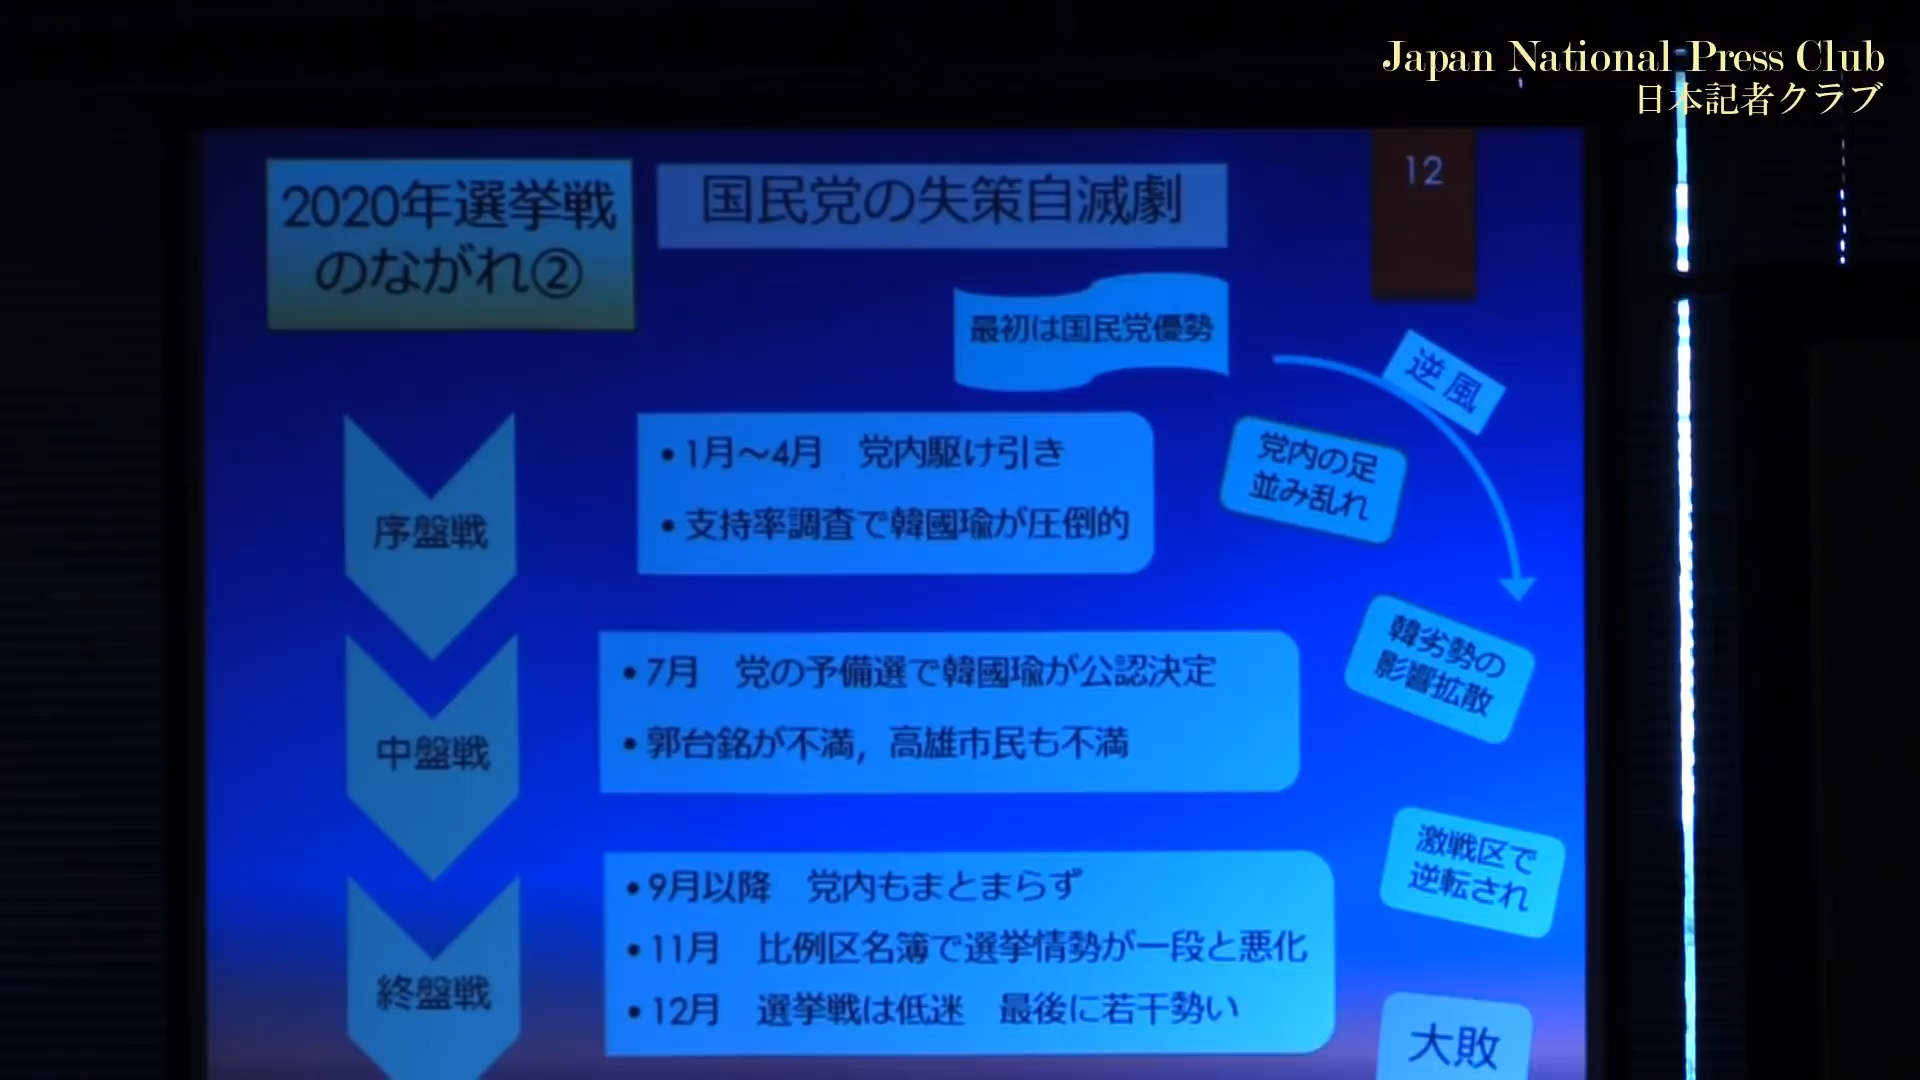 Japan National Press Club
日本記者クラブ
2020年選挙戦
のながれ②
国民党の失策自滅劇
12
最初は国民党優勢
逆風
党内の足
並み乱れ
序盤戦
•1月～4月　党内駆け引き
•支持率調査で韓國瑜が圧倒的
韓劣勢の
影響拡散
中盤戦
•7月　党の予備選で韓國瑜が公認決定
•郭台銘が不満，高雄市民も不満
激戦区で
逆転され
終盤戦
•9月以降　党内もまとまらず
•11月　比例区名簿で選挙情勢が一段と悪化
•12月　選挙戦は低迷　最後に若干勢い
大敗